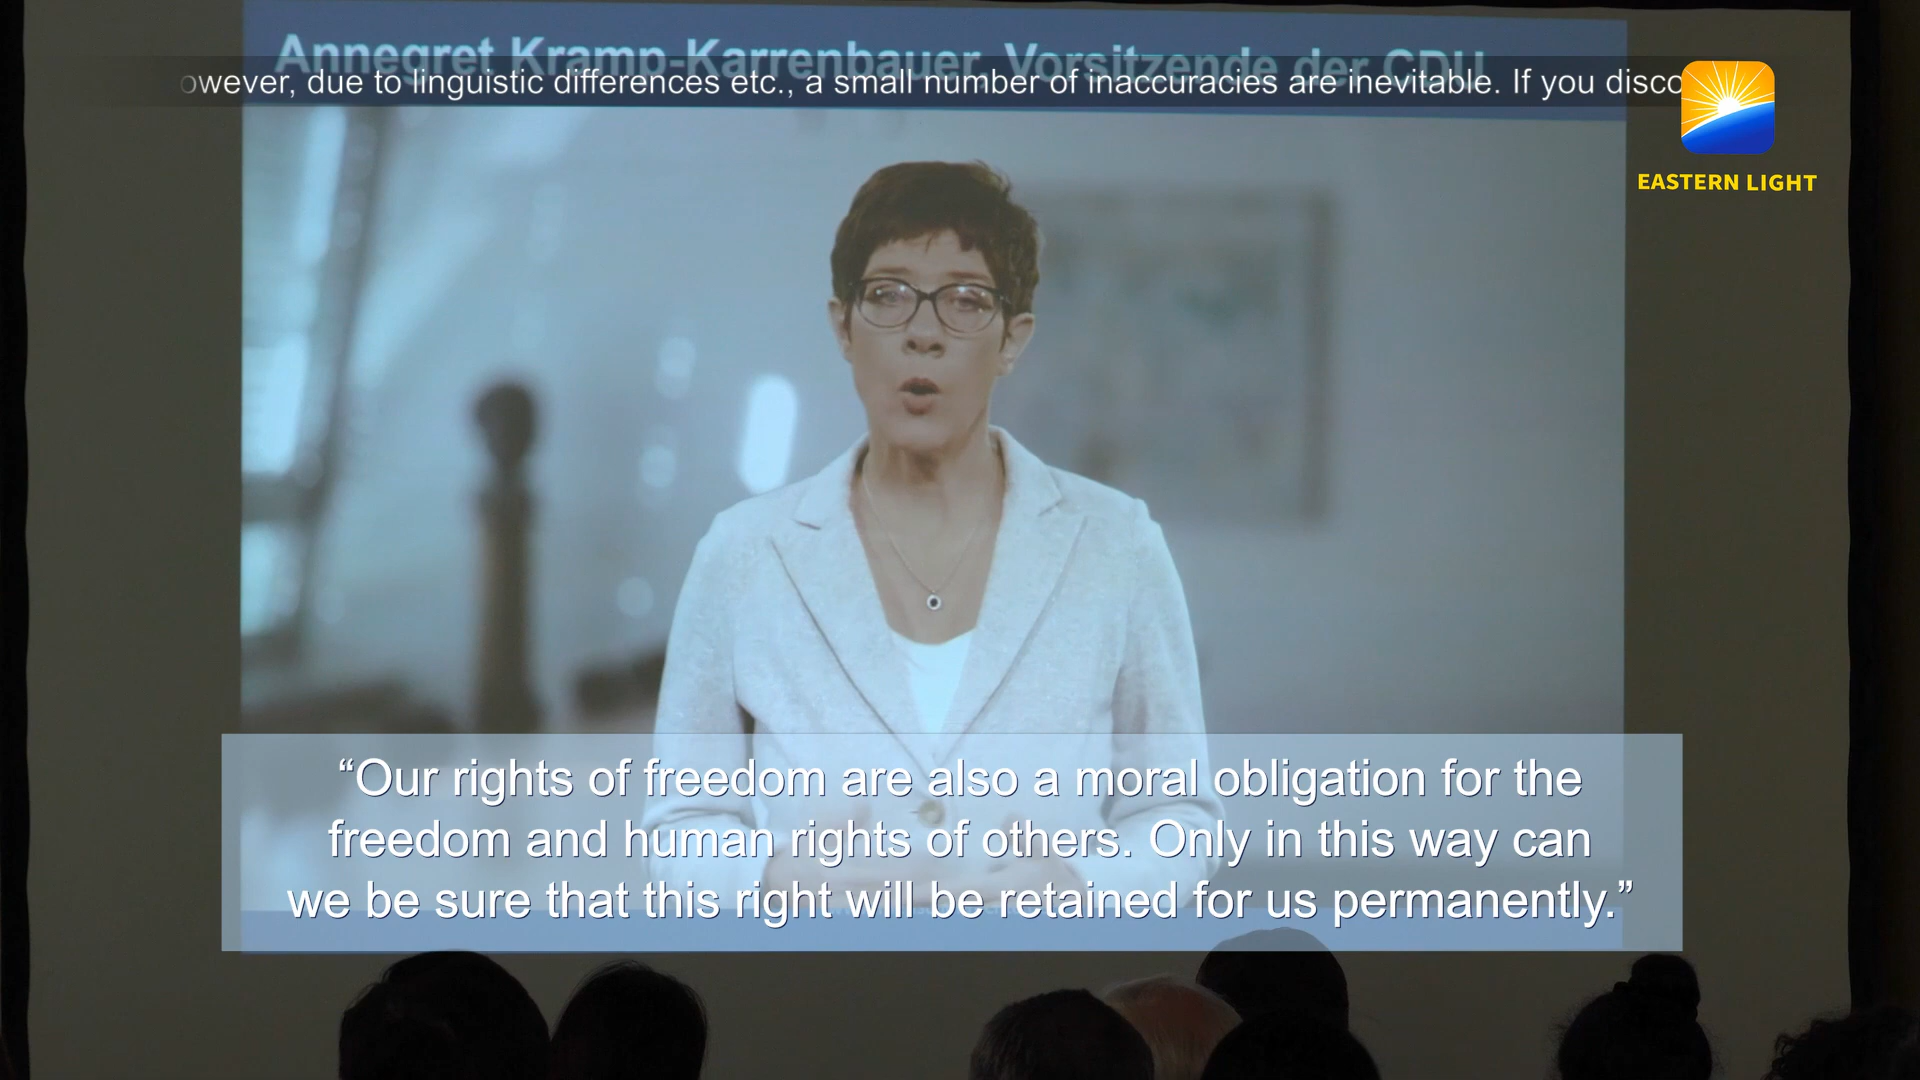 Annegret Kramp-Karrenbauer, Vorsitzende der CDU
owever, due to linguistic differences etc., a small number of inaccuracies are inevitable. If you disco
EASTERN LIGHT
“Our rights of freedom are also a moral obligation for the
freedom and human rights of others. Only in this way can
we be sure that this right will be retained for us permanently.”